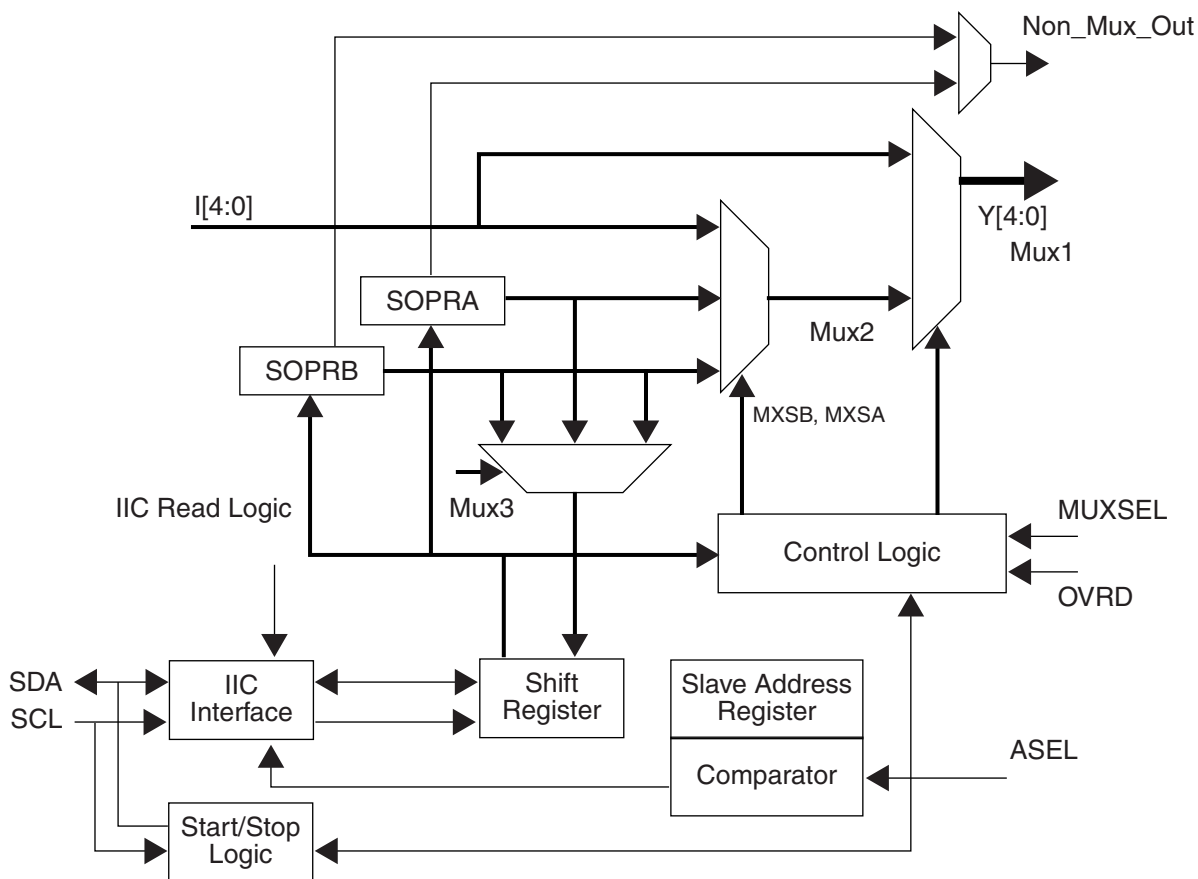 Non_Mux_Out
I[4:0]
Y[4:0]
Mux1
SOPRA
Mux2
SOPRB
MXSB, MXSA
Mux3
IIC Read Logic
Control Logic
MUXSEL
OVRD
SDA
SCL
IIC
Interface
Shift
Register
Slave Address
Register
Comparator
ASEL
Start/Stop
Logic